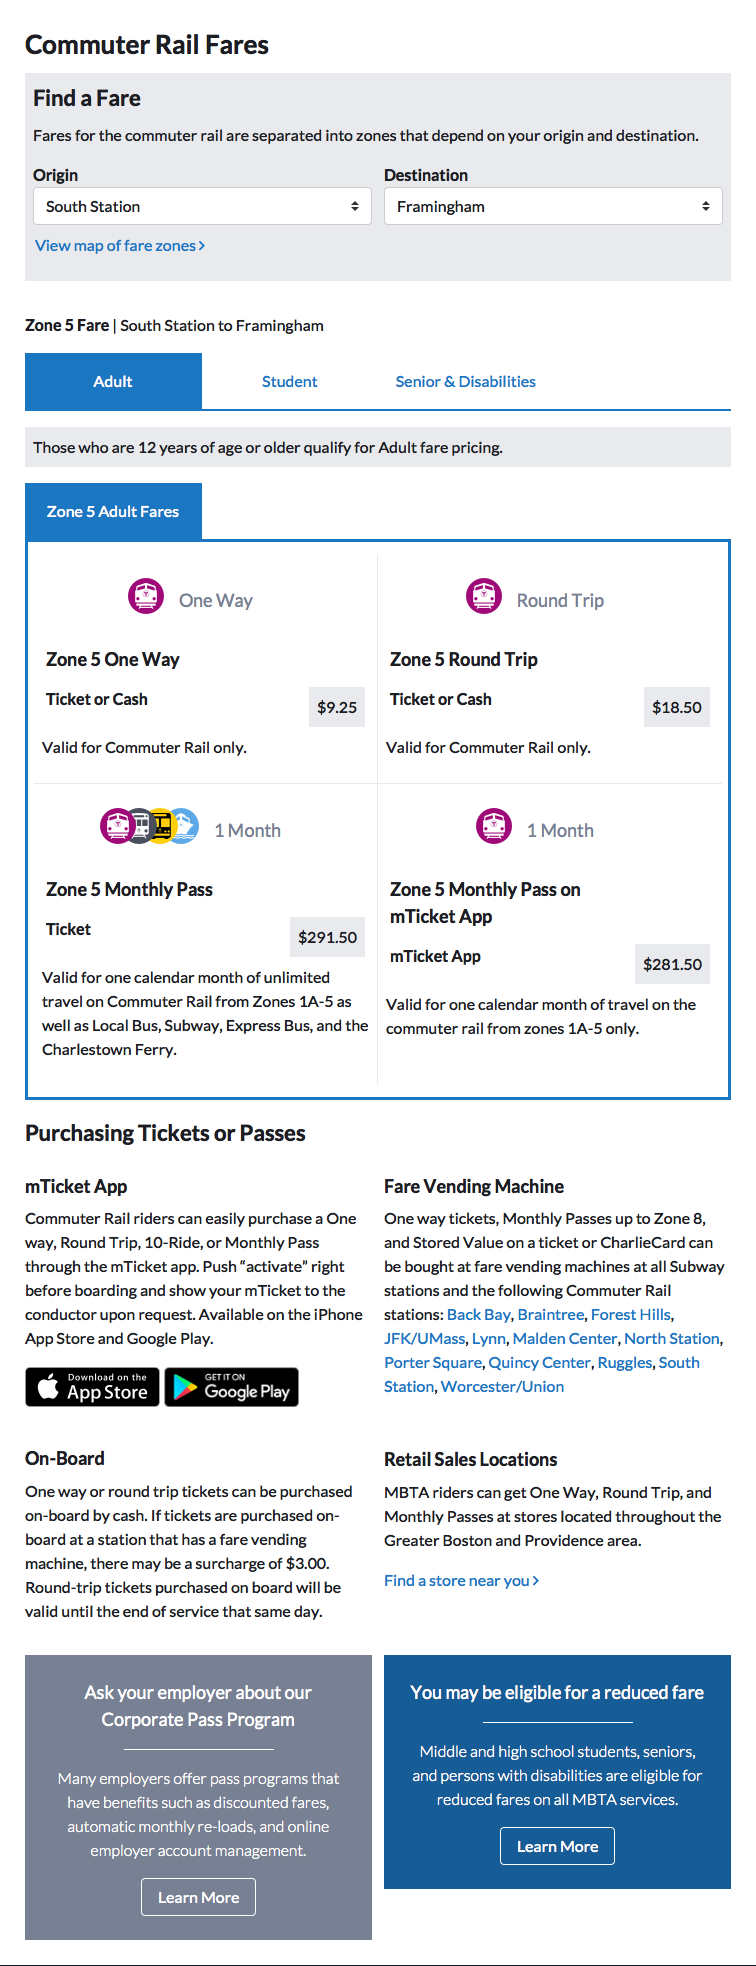 Commuter Rail Fares
Find a Fare
Fares for the commuter rail are separated into zones that depend on your origin and destination.
Origin
South Station
Destination
Framingham
View map of fare zones
Zone 5 Fare | South Station to Framingham
Adult
Student
Senior & Disabilities
Those who are 12 years of age or older qualify for Adult fare pricing.
Zone 5 Adult Fares
One Way
Zone 5 One Way
Ticket or Cash
$9.25
Valid for Commuter Rail only.
Round Trip
Zone 5 Round Trip
Ticket or Cash
$18.50
Valid for Commuter Rail only.
1 Month
Zone 5 Monthly Pass
Ticket
$291.50
Valid for one calendar month of unlimited
travel on Commuter Rail from Zones 1A-5 as
well as Local Bus, Subway, Express Bus, and the
Charlestown Ferry.
1 Month
Zone 5 Monthly Pass on
mTicket App
mTicket App
$281.50
Valid for one calendar month of travel on the
commuter rail from zones 1A-5 only.
Purchasing Tickets or Passes
mTicket App
Commuter Rail riders can easily purchase a One
way, Round Trip, 10-Ride, or Monthly Pass
through the mTicket app. Push “activate” right
before boarding and show your mTicket to the
conductor upon request. Available on the iPhone
App Store and Google Play.
Download on the
App Store
GET IT ON
Google Play
Fare Vending Machine
One way tickets, Monthly Passes up to Zone 8,
and Stored Value on a ticket or CharlieCard can
be bought at fare vending machines at all Subway
stations and the following Commuter Rail
stations: Back Bay, Braintree, Forest Hills,
JFK/UMass, Lynn, Malden Center, North Station,
Porter Square, Quincy Center, Ruggles, South
Station, Worcester/Union
On-Board
One way or round trip tickets can be purchased
on-board by cash. If tickets are purchased on-
board at a station that has a fare vending
machine, there may be a surcharge of $3.00.
Round-trip tickets purchased on board will be
valid until the end of service that same day.
Retail Sales Locations
MBTA riders can get One Way, Round Trip, and
Monthly Passes at stores located throughout the
Greater Boston and Providence area.
Find a store near you
Ask your employer about our
Corporate Pass Program
Many employers offer pass programs that
have benefits such as discounted fares,
automatic monthly re-loads, and online
employer account management.
Learn More
You may be eligible for a reduced fare
Middle and high school students, seniors,
and persons with disabilities are eligible for
reduced fares on all MBTA services.
Learn More